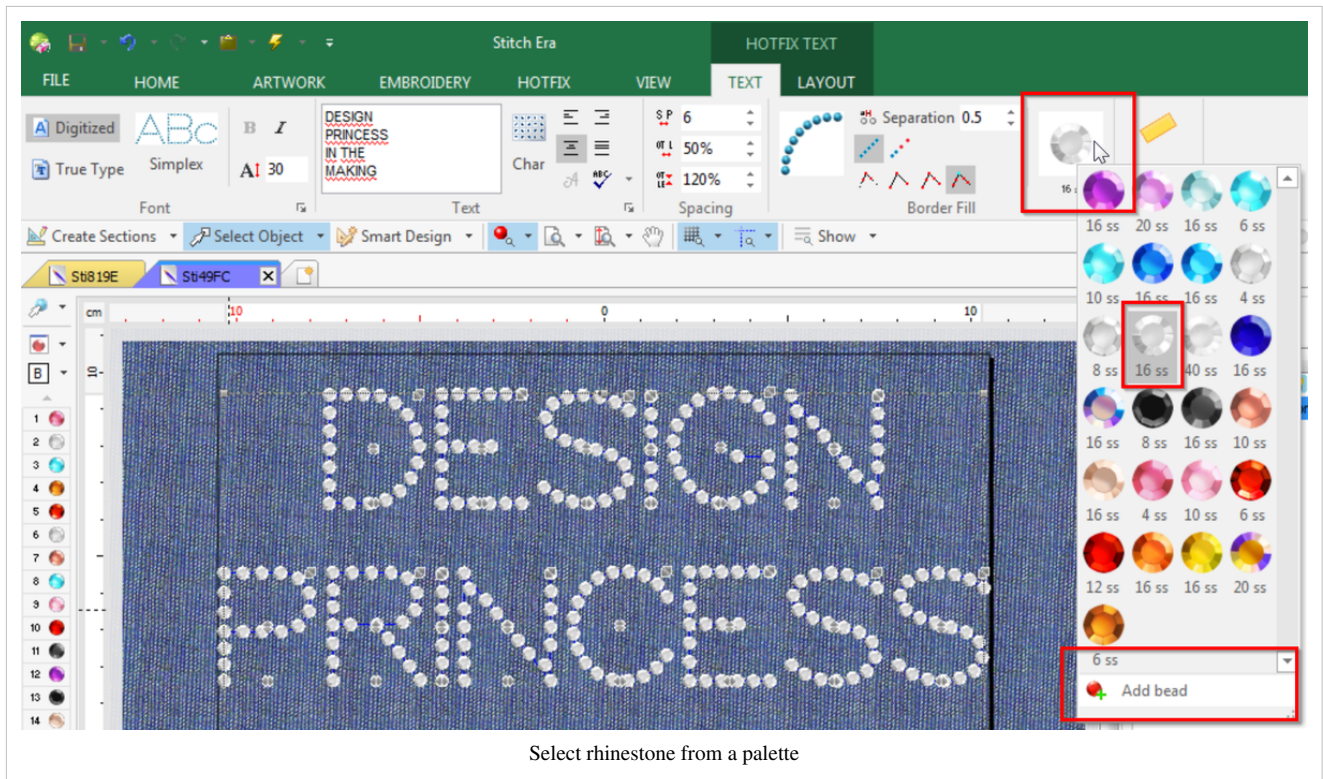 Stitch Era
HOTFIX TEXT
FILE HOME ARTWORK EMBROIDERY HOTFIX VIEW TEXT LAYOUT
A Digitized
ABC
Simplex
T True Type
B I
A 30
Font
DESIGN
PRINCESS
IN THE
MAKING
Char
A ABC
Text
S P 6
OT L 50%
OT LE 120%
Spacing
Separation 0.5
Border Fill
16
Create Sections Select Object Smart Design Show
Sti819E Sti49FC
cm 10 0 10
10
B
1
2
3
4
5
6
7
8
9
10
11
12
13
14
DESIGN
PRINCESS
16 ss 20 ss 16 ss 6 ss
10 ss 16 ss 16 ss 4 ss
8 ss 16 ss 40 ss 16 ss
16 ss 8 ss 16 ss 10 ss
16 ss 4 ss 10 ss 6 ss
12 ss 16 ss 16 ss 20 ss
6 ss
Add bead
Select rhinestone from a palette